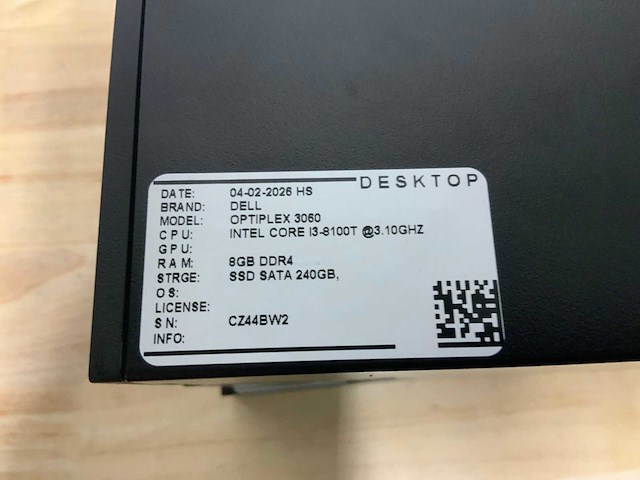 DESKTOP
DATE: 04-02-2026 HS
BRAND: DELL
MODEL: OPTIPLEX 3060
CPU: INTEL CORE I3-8100T @3.10GHZ
GPU:
RAM: 8GB DDR4
STRGE: SSD SATA 240GB,
OS:
LICENSE:
SN: CZ44BW2
INFO: